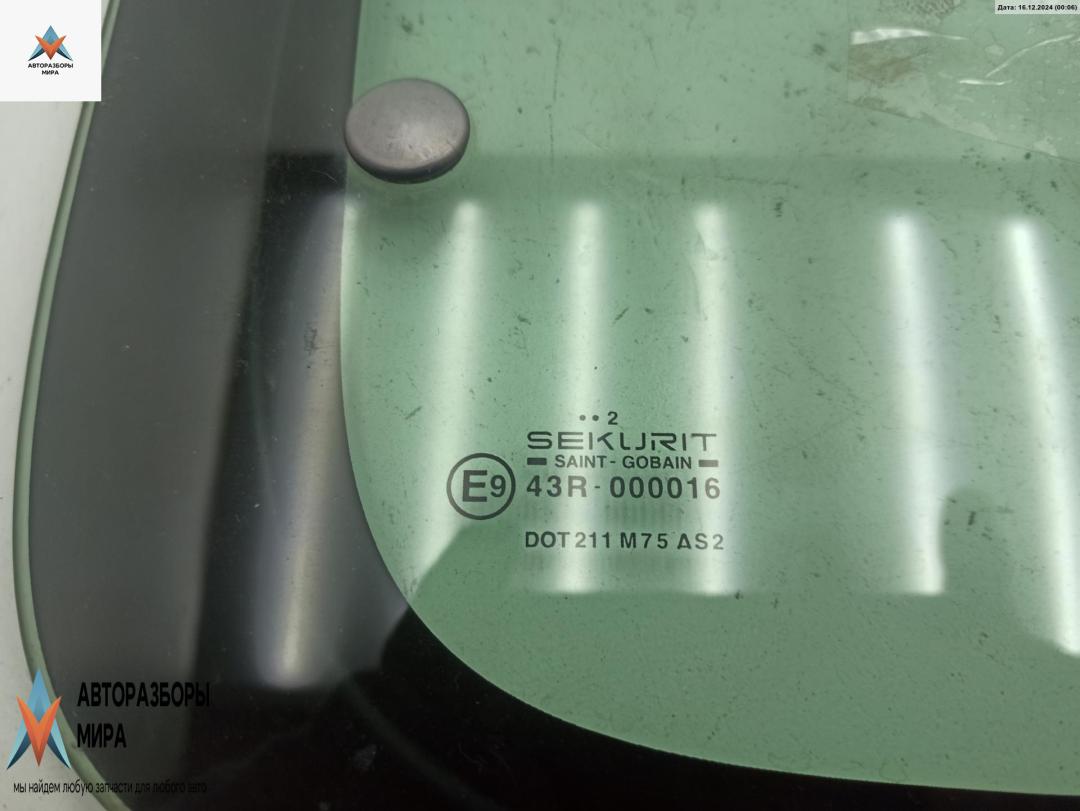 Дата: 16.12.2024 (00:06)
АВТОРАЗБОРЫ
МИРА
•• 2
SEKURIT
SAINT-GOBAIN
E9 43R-000016
DOT 211 M75 AS2
АВТОРАЗБОРЫ
МИРА
мы найдем любую запчасти для любого авто